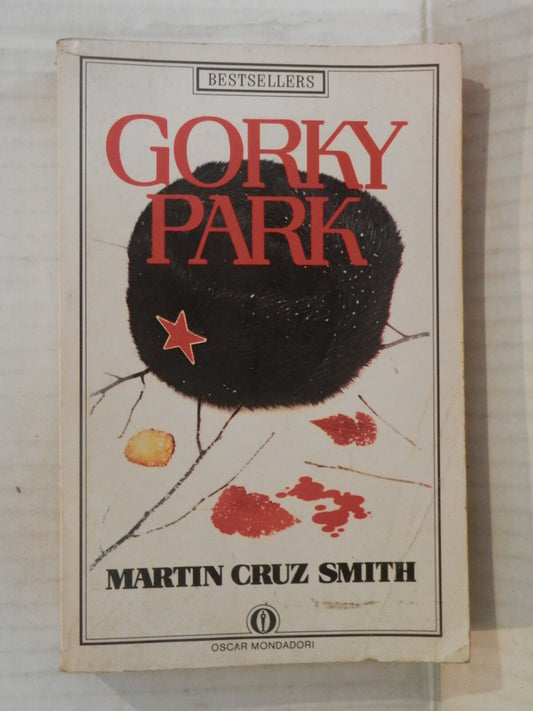 BESTSELLERS
GORKY
PARK
MARTIN CRUZ SMITH
OSCAR MONDADORI